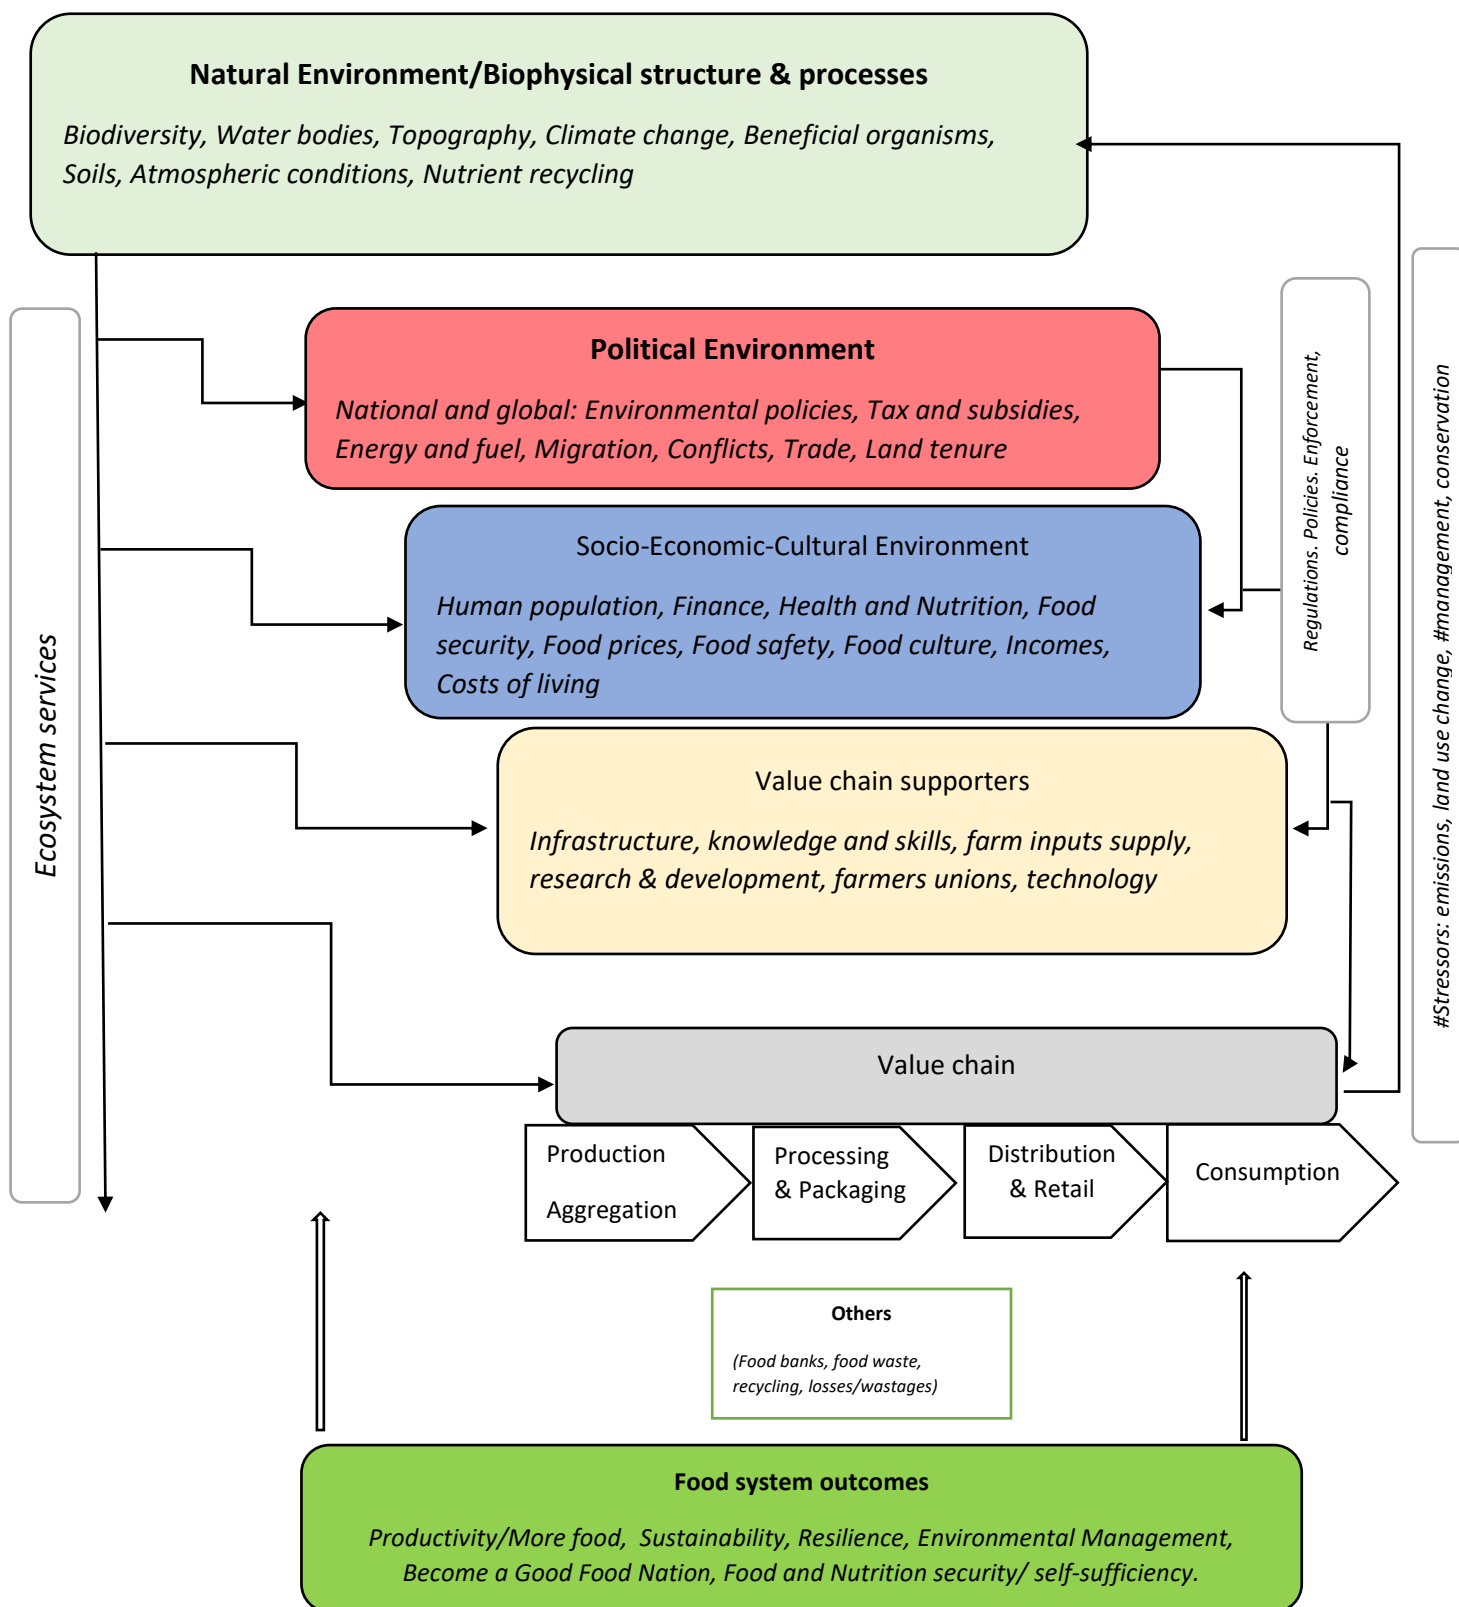 Natural Environment/Biophysical structure & processes
Biodiversity, Water bodies, Topography, Climate change, Beneficial organisms,
Soils, Atmospheric conditions, Nutrient recycling
Ecosystem services
Political Environment
National and global: Environmental policies, Tax and subsidies,
Energy and fuel, Migration, Conflicts, Trade, Land tenure
Regulations. Policies. Enforcement,
compliance
#Stressors: emissions, land use change, #management, conservation
Socio-Economic-Cultural Environment
Human population, Finance, Health and Nutrition, Food
security, Food prices, Food safety, Food culture, Incomes,
Costs of living
Value chain supporters
Infrastructure, knowledge and skills, farm inputs supply,
research & development, farmers unions, technology
Value chain
Production
Aggregation
Processing
& Packaging
Distribution
& Retail
Consumption
Others
(Food banks, food waste,
recycling, losses/wastages)
Food system outcomes
Productivity/More food, Sustainability, Resilience, Environmental Management,
Become a Good Food Nation, Food and Nutrition security/ self-sufficiency.